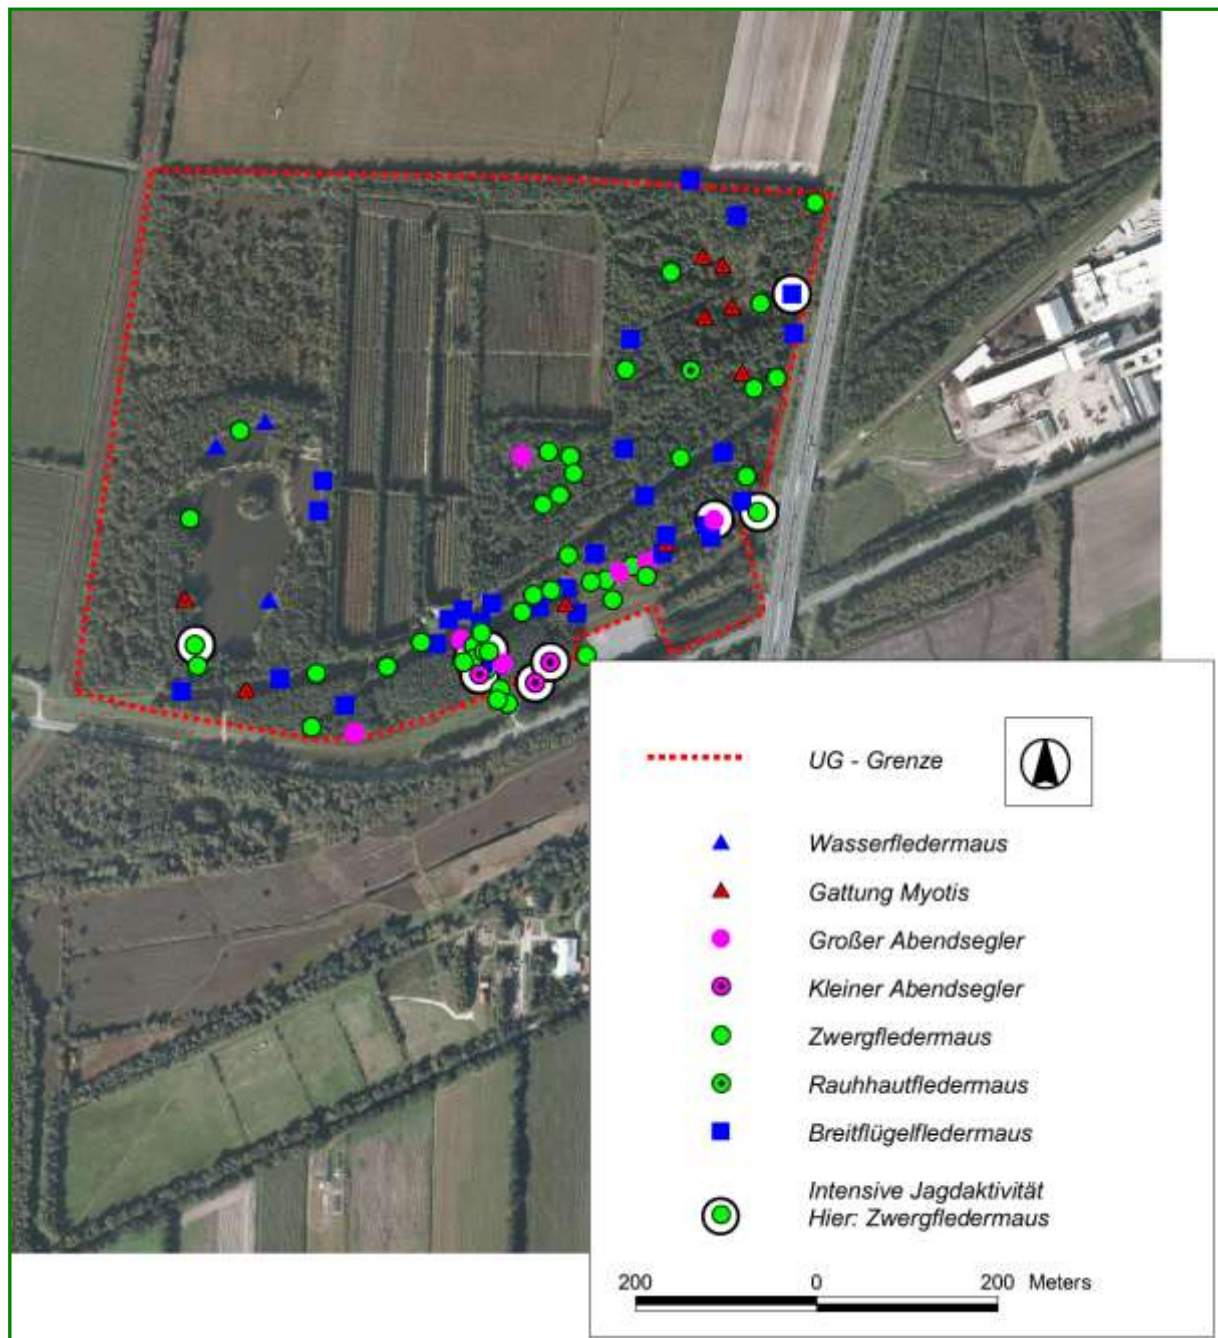 UG - Grenze
Wasserfledermaus
Gattung Myotis
Großer Abendsegler
Kleiner Abendsegler
Zwergfledermaus
Rauhhautfledermaus
Breitflügelfledermaus
Intensive Jagdaktivität
Hier: Zwergfledermaus
200 0 200 Meters